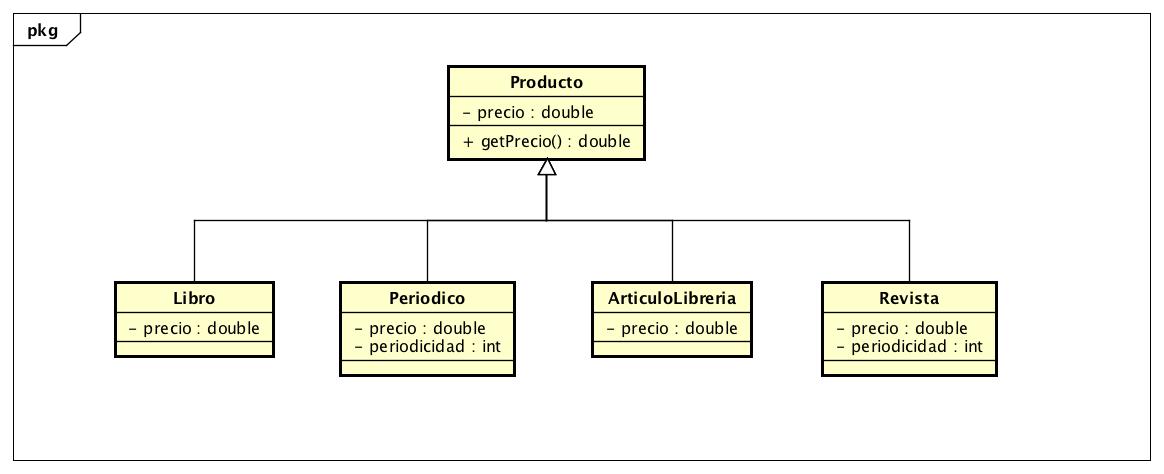 pkg
Producto
- precio : double
+ getPrecio() : double
Libro
- precio : double
Periodico
- precio : double
- periodicidad : int
ArticuloLibreria
- precio : double
Revista
- precio : double
- periodicidad : int